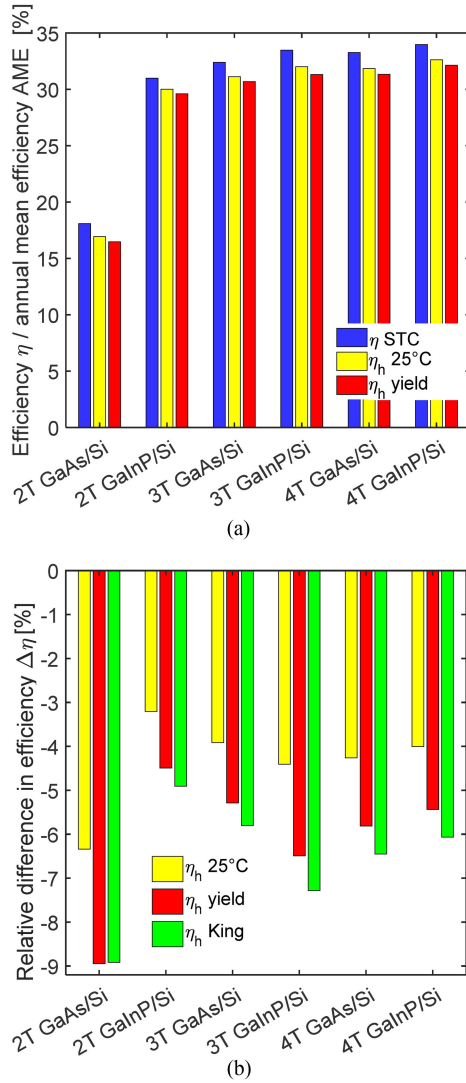 Efficiency η / annual mean efficiency AME [%]
35
30
25
20
15
10
5
0
η STC
ηh 25°C
ηh yield
2T GaAs/Si
2T GaInP/Si
3T GaAs/Si
3T GaInP/Si
4T GaAs/Si
4T GaInP/Si
(a)
Relative difference in efficiency Δη [%]
0
-1
-2
-3
-4
-5
-6
-7
-8
-9
ηh 25°C
ηh yield
ηh King
2T GaAs/Si
2T GaInP/Si
3T GaAs/Si
3T GaInP/Si
4T GaAs/Si
4T GaInP/Si
(b)